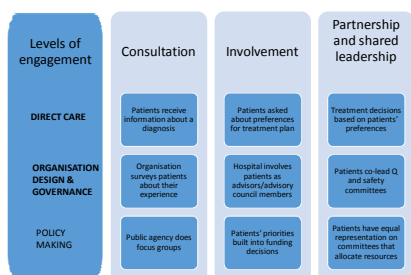 Levels of
engagement
Consultation
Involvement
Partnership
and shared
leadership
DIRECT CARE
Patients receive
information about a
diagnosis
Patients asked
about preferences
for treatment plan
Treatment decisions
based on patients'
preferences
ORGANISATION
DESIGN &
GOVERNANCE
Organisation
surveys patients
about their
experience
Hospital involves
patients as
advisors/advisory
council members
Patients co-lead Q
and safety
committees
POLICY
MAKING
Public agency does
focus groups
Patients' priorities
built into funding
decisions
Patients have equal
representation on
committees that
allocate resources